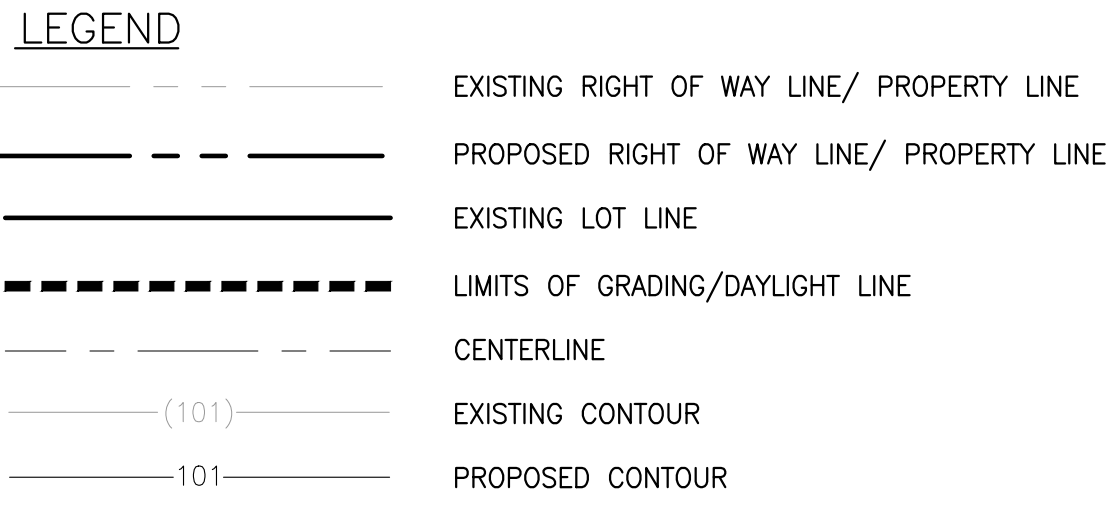 LEGEND
EXISTING RIGHT OF WAY LINE/ PROPERTY LINE
PROPOSED RIGHT OF WAY LINE/ PROPERTY LINE
EXISTING LOT LINE
LIMITS OF GRADING/DAYLIGHT LINE
CENTERLINE
(101) EXISTING CONTOUR
101 PROPOSED CONTOUR